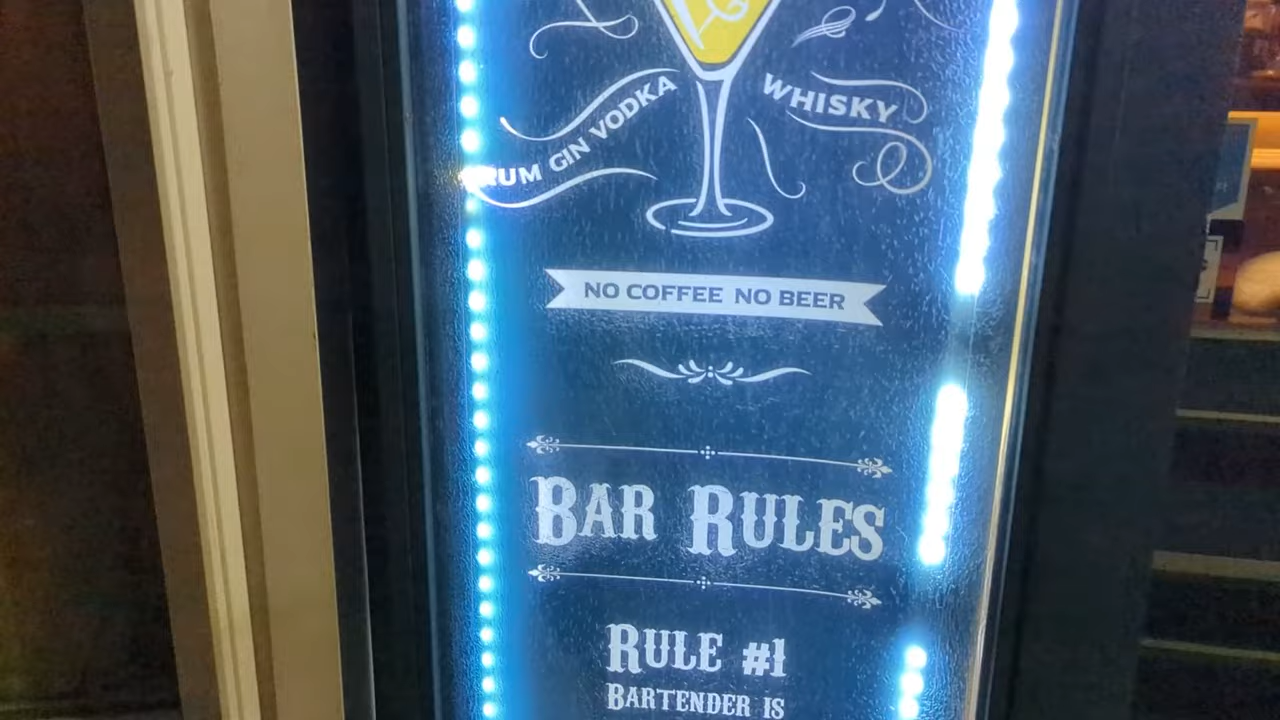 RUM GIN VODKA
WHISKY
NO COFFEE NO BEER
BAR RULES
RULE #1
BARTENDER IS